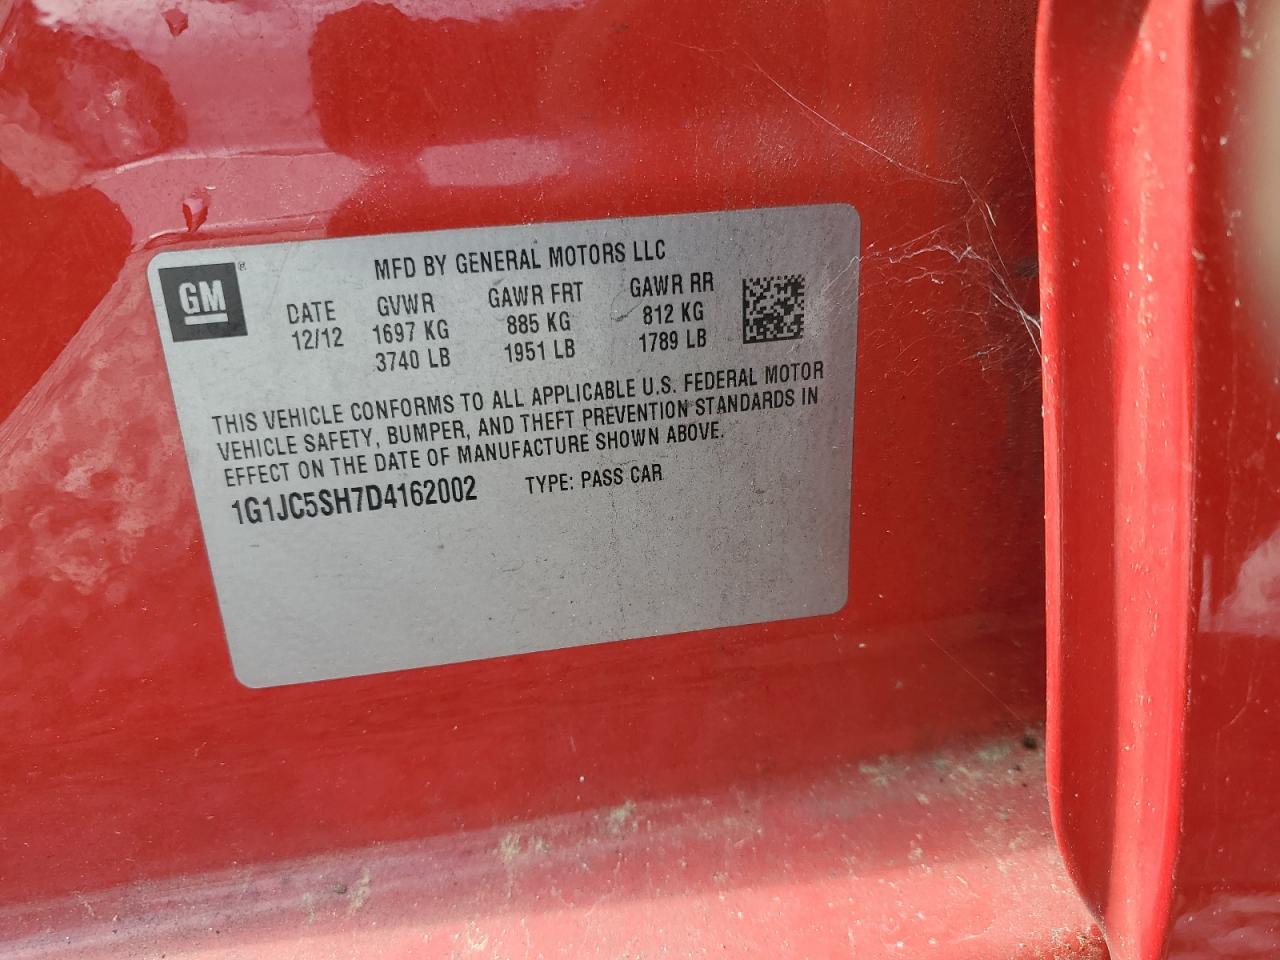 GM ®
MFD BY GENERAL MOTORS LLC
DATE GVWR GAWR FRT GAWR RR
12/12 1697 KG 885 KG 812 KG
3740 LB 1951 LB 1789 LB
THIS VEHICLE CONFORMS TO ALL APPLICABLE U.S. FEDERAL MOTOR
VEHICLE SAFETY, BUMPER, AND THEFT PREVENTION STANDARDS IN
EFFECT ON THE DATE OF MANUFACTURE SHOWN ABOVE.
1G1JC5SH7D4162002 TYPE: PASS CAR